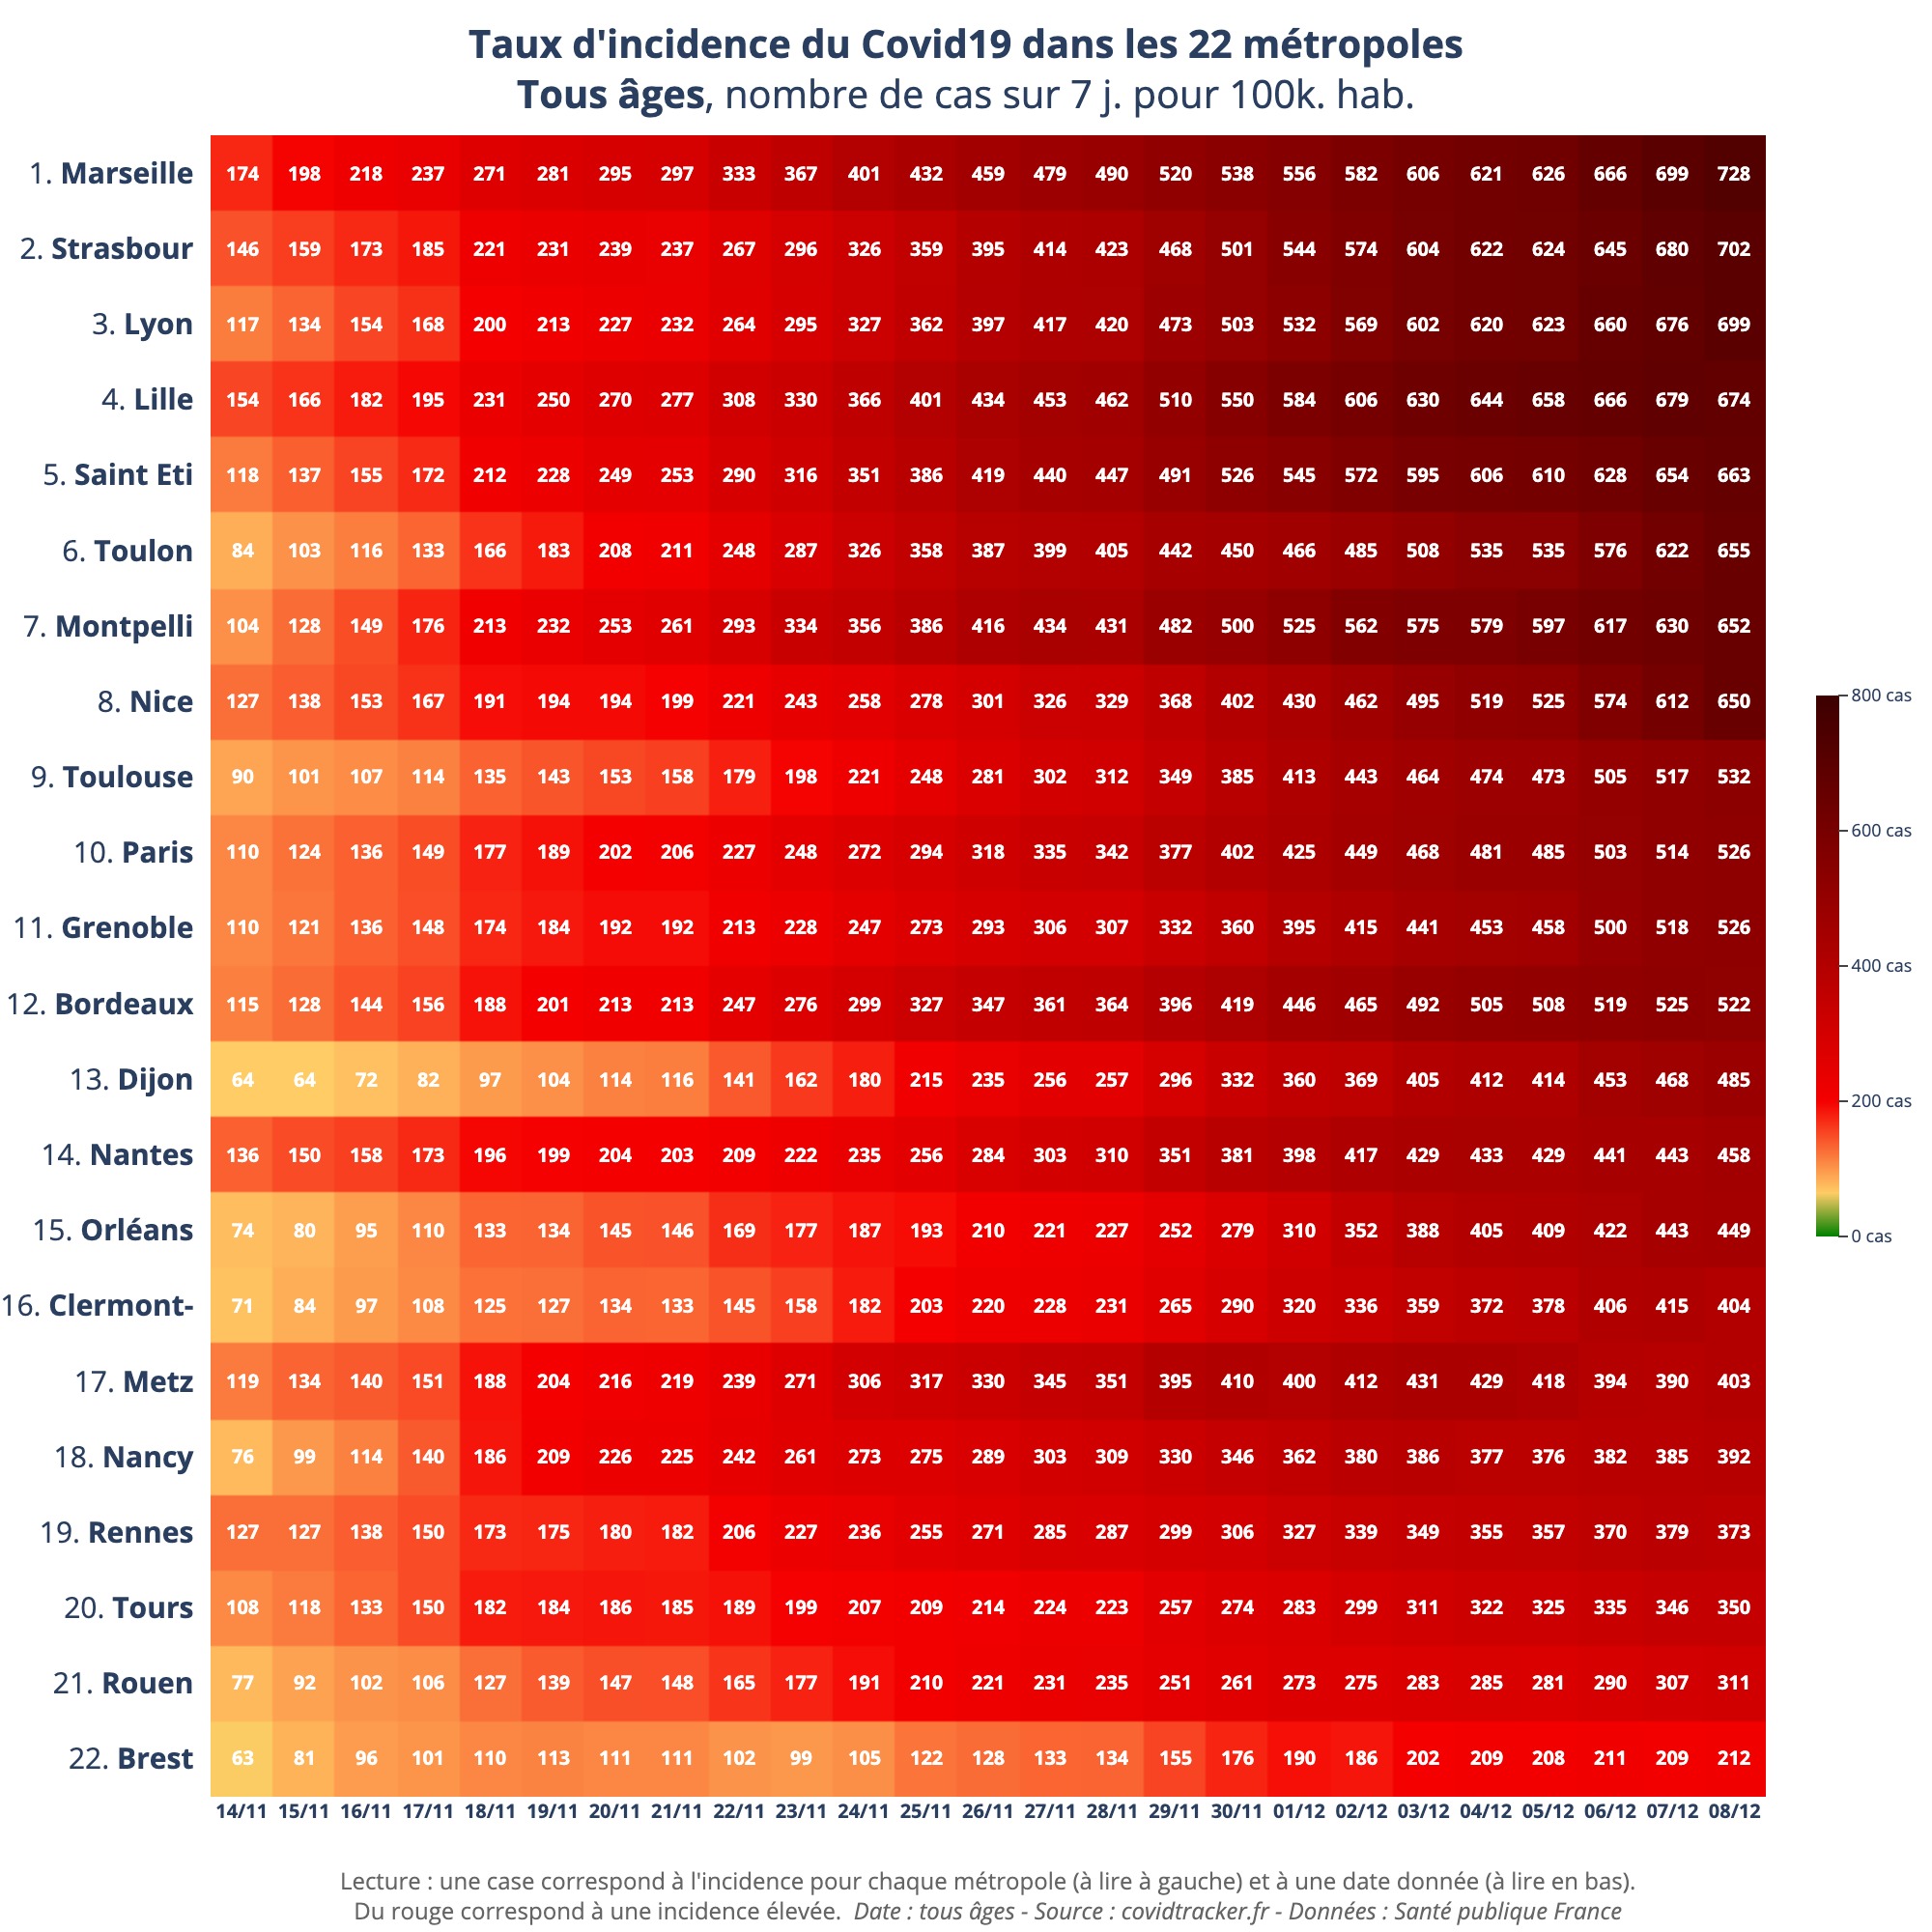 Taux d'incidence du Covid19 dans les 22 métropoles
Tous âges, nombre de cas sur 7 j. pour 100k. hab.
1. Marseille 174 198 218 237 271 281 295 297 333 367 401 432 459 479 490 520 538 556 582 606 621 626 666 699 728
2. Strasbour 146 159 173 185 221 231 239 237 267 296 326 359 395 414 423 468 501 544 574 604 622 624 645 680 702
3. Lyon 117 134 154 168 200 213 227 232 264 295 327 362 397 417 420 473 503 532 569 602 620 623 660 676 699
4. Lille 154 166 182 195 231 250 270 277 308 330 366 401 434 453 462 510 550 584 606 630 644 658 666 679 674
5. Saint Eti 118 137 155 172 212 228 249 253 290 316 351 386 419 440 447 491 526 545 572 595 606 610 628 654 663
6. Toulon 84 103 116 133 166 183 208 211 248 287 326 358 387 399 405 442 450 466 485 508 535 535 576 622 655
7. Montpelli 104 128 149 176 213 232 253 261 293 334 356 386 416 434 431 482 500 525 562 575 579 597 617 630 652
8. Nice 127 138 153 167 191 194 194 199 221 243 258 278 301 326 329 368 402 430 462 495 519 525 574 612 650
9. Toulouse 90 101 107 114 135 143 153 158 179 198 221 248 281 302 312 349 385 413 443 464 474 473 505 517 532
10. Paris 110 124 136 149 177 189 202 206 227 248 272 294 318 335 342 377 402 425 449 468 481 485 503 514 526
11. Grenoble 110 121 136 148 174 184 192 192 213 228 247 273 293 306 307 332 360 395 415 441 453 458 500 518 526
12. Bordeaux 115 128 144 156 188 201 213 213 247 276 299 327 347 361 364 396 419 446 465 492 505 508 519 525 522
13. Dijon 64 64 72 82 97 104 114 116 141 162 180 215 235 256 257 296 332 360 369 405 412 414 453 468 485
14. Nantes 136 150 158 173 196 199 204 203 209 222 235 256 284 303 310 351 381 398 417 429 433 429 441 443 458
15. Orléans 74 80 95 110 133 134 145 146 169 177 187 193 210 221 227 252 279 310 352 388 405 409 422 443 449
16. Clermont- 71 84 97 108 125 127 134 133 145 158 182 203 220 228 231 265 290 320 336 359 372 378 406 415 404
17. Metz 119 134 140 151 188 204 216 219 239 271 306 317 330 345 351 395 410 400 412 431 429 418 394 390 403
18. Nancy 76 99 114 140 186 209 226 225 242 261 273 275 289 303 309 330 346 362 380 386 377 376 382 385 392
19. Rennes 127 127 138 150 173 175 180 182 206 227 236 255 271 285 287 299 306 327 339 349 355 357 370 379 373
20. Tours 108 118 133 150 182 184 186 185 189 199 207 209 214 224 223 257 274 283 299 311 322 325 335 346 350
21. Rouen 77 92 102 106 127 139 147 148 165 177 191 210 221 231 235 251 261 273 275 283 285 281 290 307 311
22. Brest 63 81 96 101 110 113 111 111 102 99 105 122 128 133 134 155 176 190 186 202 209 208 211 209 212
14/11 15/11 16/11 17/11 18/11 19/11 20/11 21/11 22/11 23/11 24/11 25/11 26/11 27/11 28/11 29/11 30/11 01/12 02/12 03/12 04/12 05/12 06/12 07/12 08/12
800 cas
600 cas
400 cas
200 cas
0 cas
Lecture : une case correspond à l'incidence pour chaque métropole (à lire à gauche) et à une date donnée (à lire en bas).
Du rouge correspond à une incidence élevée. Date : tous âges - Source : covidtracker.fr - Données : Santé publique France